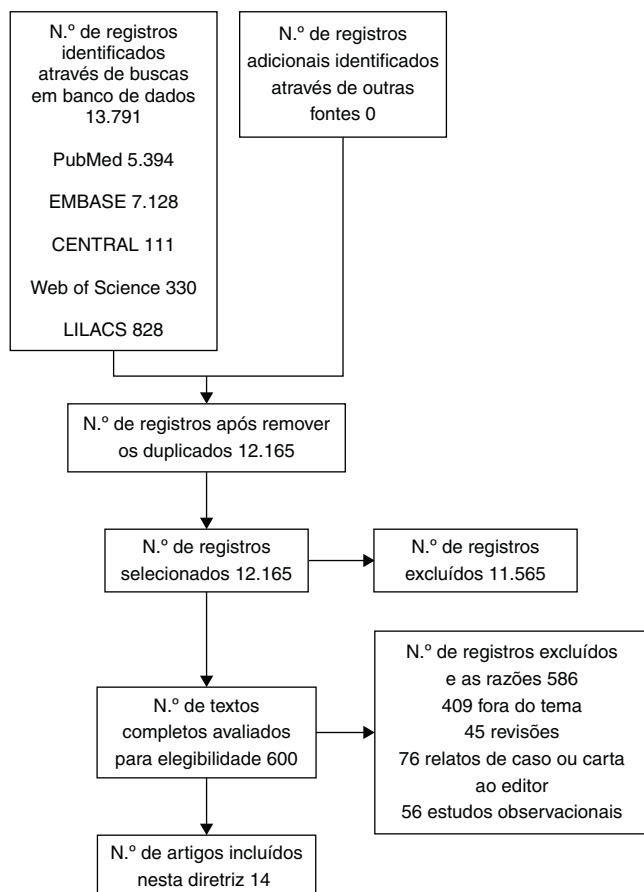 N.º de registros
identificados
através de buscas
em banco de dados
13.791
PubMed 5.394
EMBASE 7.128
CENTRAL 111
Web of Science 330
LILACS 828
N.º de registros
adicionais identificados
através de outras
fontes 0
N.º de registros após remover
os duplicados 12.165
N.º de registros
selecionados 12.165
N.º de registros
excluídos 11.565
N.º de textos
completos avaliados
para elegibilidade 600
N.º de registros excluídos
e as razões 586
409 fora do tema
45 revisões
76 relatos de caso ou carta
ao editor
56 estudos observacionais
N.º de artigos incluídos
nesta diretriz 14